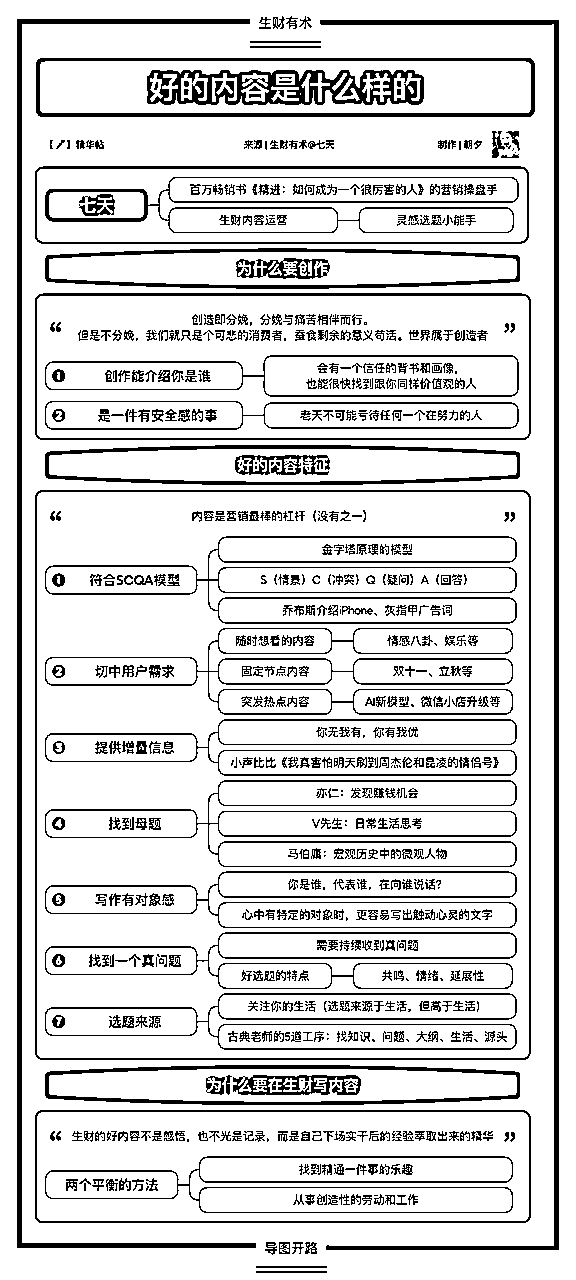 生财有术
好的内容是什么样的
【🖊】精华帖
来源 | 生财有术@七天
制作 | 朝夕
七天
百万畅销书《精进:如何成为一个很厉害的人》的营销操盘手
生财内容运营
灵感选题小能手
为什么要创作
“ 创造即分娩,分娩与痛苦相伴而行。
但是不分娩,我们就只是个可悲的消费者,蚕食剩余的意义苟活。世界属于创造者 ”
1 创作能介绍你是谁
会有一个信任的背书和画像,
也能很快找到跟你同样价值观的人
2 是一件有安全感的事
老天不可能亏待任何一个在努力的人
好的内容特征
“ 内容是营销最棒的杠杆(没有之一) ”
1 符合SCQA模型
金字塔原理的模型
S(情景)C(冲突)Q(疑问)A(回答)
乔布斯介绍iPhone、灰指甲广告词
2 切中用户需求
随时想看的内容
情感八卦、娱乐等
固定节点内容
双十一、立秋等
突发热点内容
AI新模型、微信小店升级等
3 提供增量信息
你无我有,你有我优
小声比比《我真害怕明天刷到周杰伦和昆凌的情侣号》
4 找到母题
亦仁:发现赚钱机会
V先生:日常生活思考
马伯庸:宏观历史中的微观人物
5 写作有对象感
你是谁,代表谁,在向谁说话?
心中有特定的对象时,更容易写出触动心灵的文字
6 找到一个真问题
需要持续收到真问题
好选题的特点
共鸣、情绪、延展性
7 选题来源
关注你的生活(选题来源于生活,但高于生活)
古典老师的5道工序:找知识、问题、大纲、生活、源头
为什么要在生财写内容
“ 生财的好内容不是感悟,也不光是记录,而是自己下场实干后的经验萃取出来的精华 ”
两个平衡的方法
找到精通一件事的乐趣
从事创造性的劳动和工作
导图开路